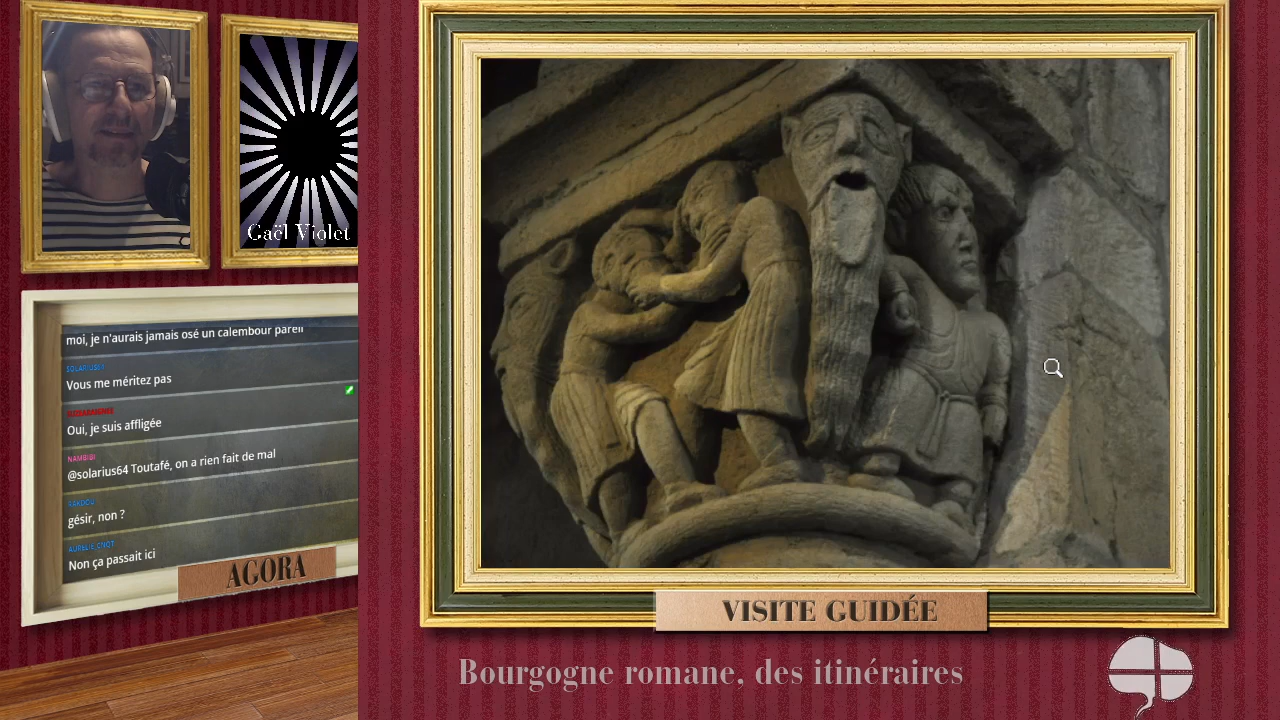 Gaël Violet
moi, je n'aurais jamais osé un calembour pareil
SOLARIUS64
Vous me méritez pas
Oui, je suis affligée
NAMBIBI
@solarius64 Toutafé, on a rien fait de mal
gésir, non ?
Non ça passait ici
AGORA
VISITE GUIDÉE
Bourgogne romane, des itinéraires